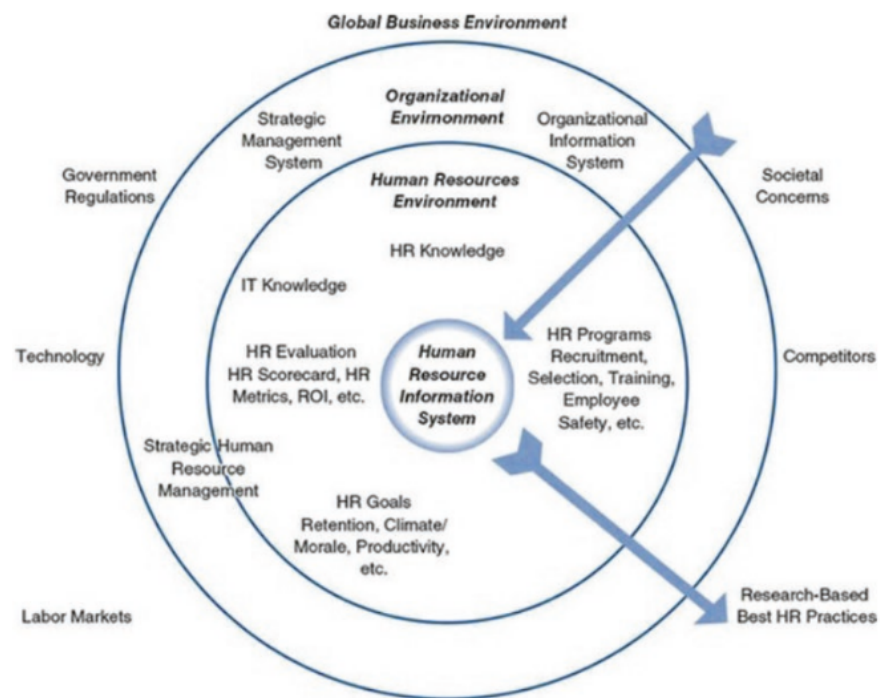 Global Business Environment
Organizational
Envirnonment
Strategic
Management
System
Organizational
Information
System
Government
Regulations
Human Resources
Environment
Societal
Concerns
HR Knowledge
IT Knowledge
Technology
HR Evaluation
HR Scorecard, HR
Metrics, ROI, etc.
Human
Resource
Information
System
HR Programs
Recruitment,
Selection, Training,
Employee
Safety, etc.
Competitors
Strategic Human
Resource
Management
HR Goals
Retention, Climate/
Morale, Productivity,
etc.
Labor Markets
Research-Based
Best HR Practices